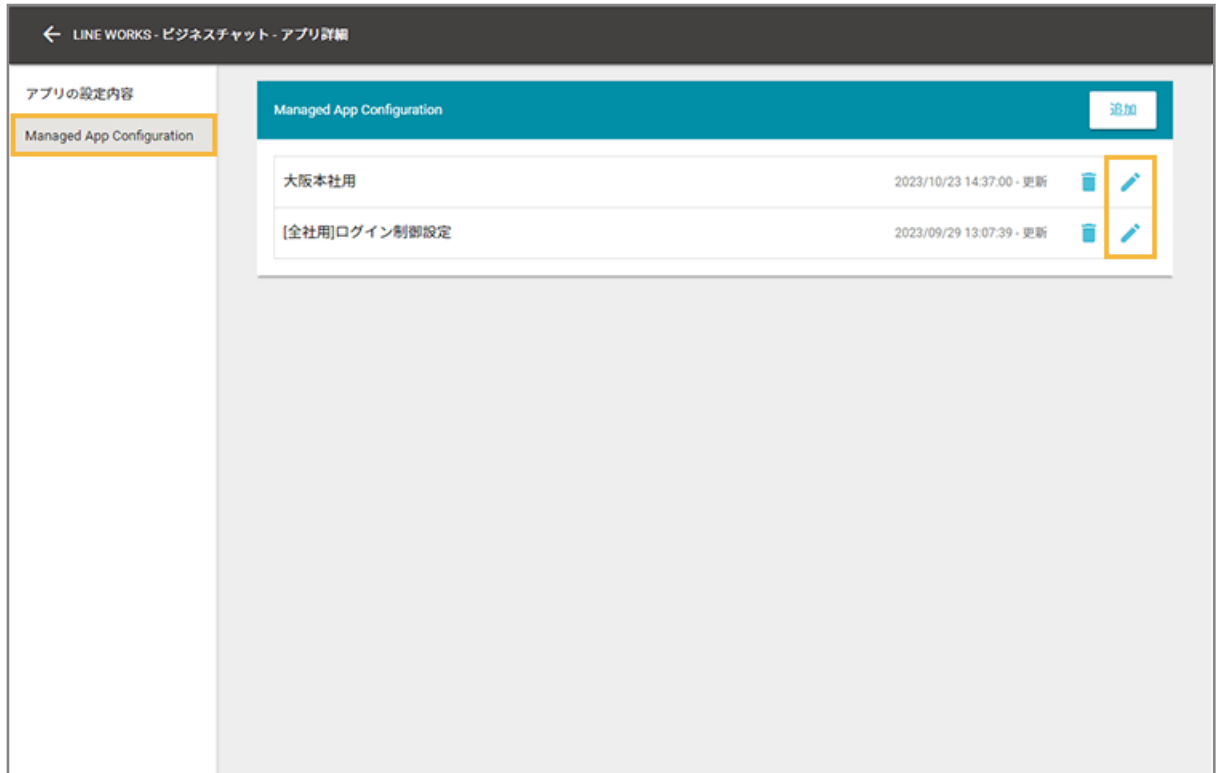 LINE WORKS - ビジネスチャット - アプリ詳細
アプリの設定内容
Managed App Configuration
Managed App Configuration
追加
大阪本社用 2023/10/23 14:37:00 - 更新
[全社用]ログイン制御設定 2023/09/29 13:07:39 - 更新